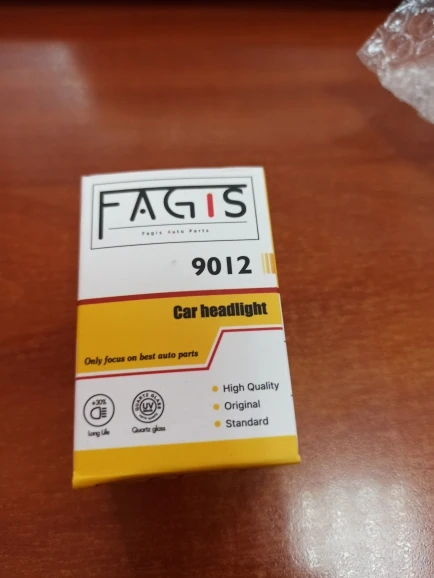 FAGIS
Fagis Auto Parts
9012
Car headlight
Only focus on best auto parts
+30%
Long Life
QUARTZ GLASS
UV
Quartz glass
High Quality
Original
Standard